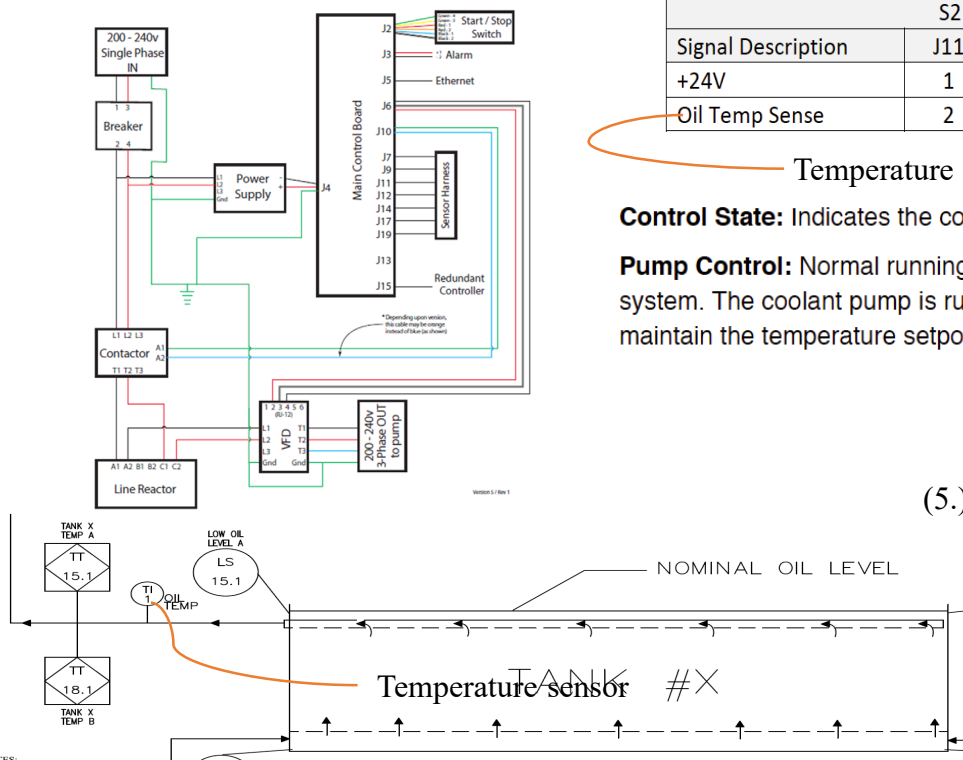 200 - 240v
Single Phase
IN
1 3
Breaker
2 4
L1
L2
L3
Gnd
Power
Supply
-
+
Main Control Board
J2
J3
J5
J6
J10
J7
J9
J11
J12
J14
J17
J19
J13
J15
J4
Start / Stop
Switch
Alarm
Ethernet
Sensor Harness
Redundant
Controller
* Depending upon version,
this cable may be orange
instead of blue (as shown)
L1 L2 L3
Contactor
A1
A2
T1 T2 T3
1 2 3 4 5 6
(RJ-12)
VFD
L1
L2
L3
Gnd
T1
T2
T3
Gnd
200 - 240v
3-Phase OUT
to pump
A1 A2 B1 B2 C1 C2
Line Reactor
Version 5 / Rev 1
S2
Signal Description J11
+24V 1
Oil Temp Sense 2
Temperature
Control State: Indicates the co
Pump Control: Normal running
system. The coolant pump is ru
maintain the temperature setpo
(5.)
TANK X
TEMP A
TT
15.1
TI
1
OIL
TEMP
LOW OIL
LEVEL A
LS
15.1
NOMINAL OIL LEVEL
TT
18.1
TANK X
TEMP B
Temperature sensor
TANK #X